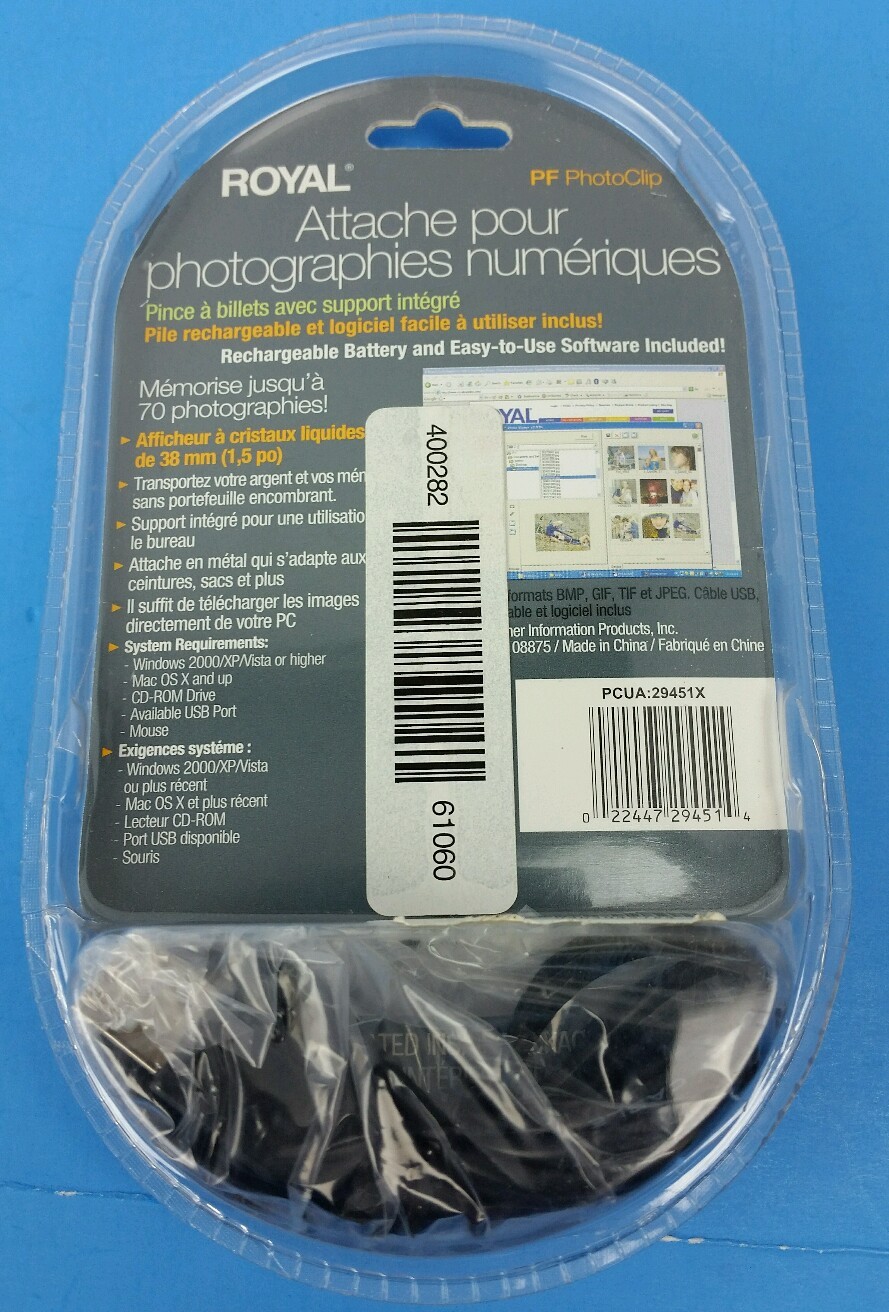 ROYAL®
PF PhotoClip
Attache pour
photographies numériques
Pince à billets avec support intégré
Pile rechargeable et logiciel facile à utiliser inclus!
Rechargeable Battery and Easy-to-Use Software Included!
Mémorise jusqu'à
70 photographies!
Afficheur à cristaux liquides
de 38 mm (1,5 po)
Transportez votre argent et vos
sans portefeuille encombrant.
Support intégré pour une
le bureau
Attache en métal qui s'adapte aux
ceintures, sacs et plus
Il suffit de télécharger les images
directement de votre PC
System Requirements:
- Windows 2000/XP/Vista or higher
- Mac OS X and up
- CD-ROM Drive
- Available USB Port
- Mouse
Exigences systéme :
- Windows 2000/XP/Vista
ou plus récent
- Mac OS X et plus récent
- Lecteur CD-ROM
- Port USB disponible
- Souris
400282
61060
formats BMP, GIF, TIF et JPEG. Câble USB,
et logiciel inclus
Information Products, Inc.
08875 / Made in China / Fabriqué en Chine
PCUA:29451X
0 22447 29451 4